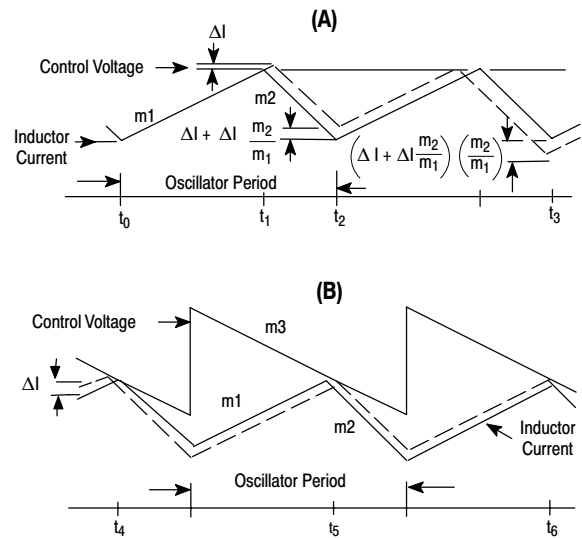 (A)
ΔI
Control Voltage
m1
m2
Inductor
Current
ΔI + ΔI m2/m1
(ΔI + ΔI m2/m1) (m2/m1)
Oscillator Period
t0
t1
t2
t3
(B)
Control Voltage
m3
ΔI
m1
m2
Inductor
Current
Oscillator Period
t4
t5
t6